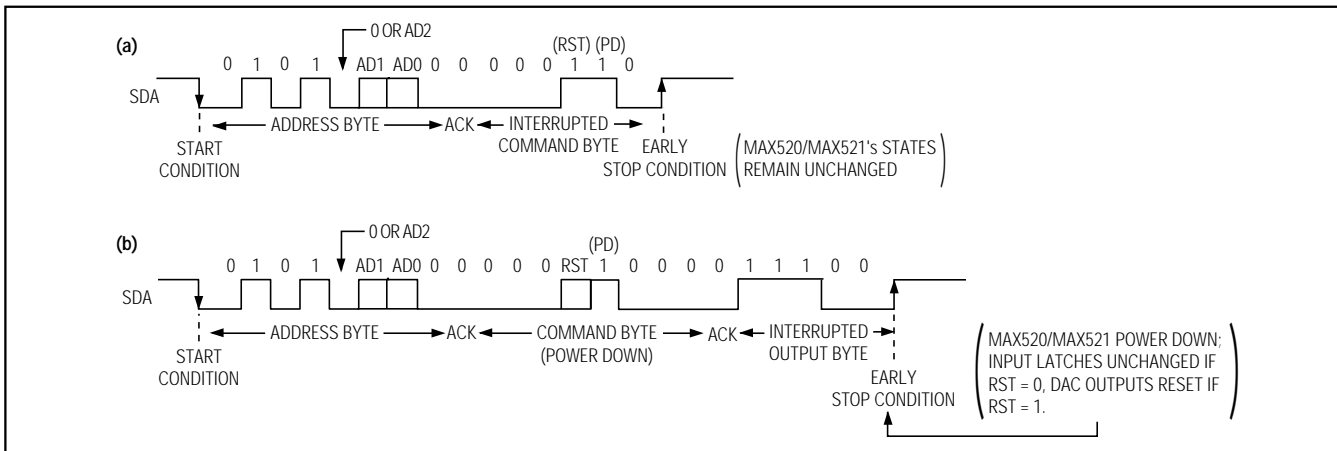 0 OR AD2
(a)
(RST) (PD)
0 1 0 1 AD1 AD0 0 0 0 0 0 1 1 0
SDA
ADDRESS BYTE ACK INTERRUPTED
COMMAND BYTE
START
CONDITION
EARLY
STOP CONDITION
MAX520/MAX521's STATES
REMAIN UNCHANGED
0 OR AD2
(b)
(PD)
0 1 0 1 AD1 AD0 0 0 0 0 0 RST 1 0 0 0 0 1 1 1 0 0
SDA
ADDRESS BYTE ACK COMMAND BYTE ACK INTERRUPTED
(POWER DOWN) OUTPUT BYTE
START
CONDITION
EARLY
STOP CONDITION
MAX520/MAX521 POWER DOWN;
INPUT LATCHES UNCHANGED IF
RST = 0, DAC OUTPUTS RESET IF
RST = 1.